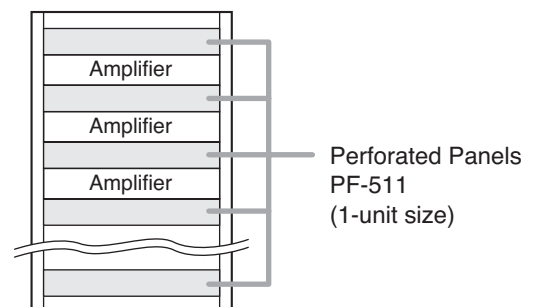 Amplifier
Amplifier
Amplifier
Perforated Panels
PF-511
(1-unit size)